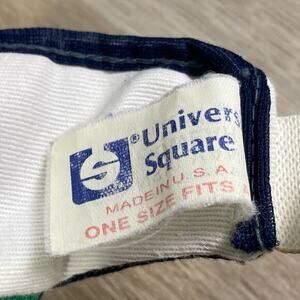 ® Univers
Square
MADE IN U.S.A.
ONE SIZE FITS